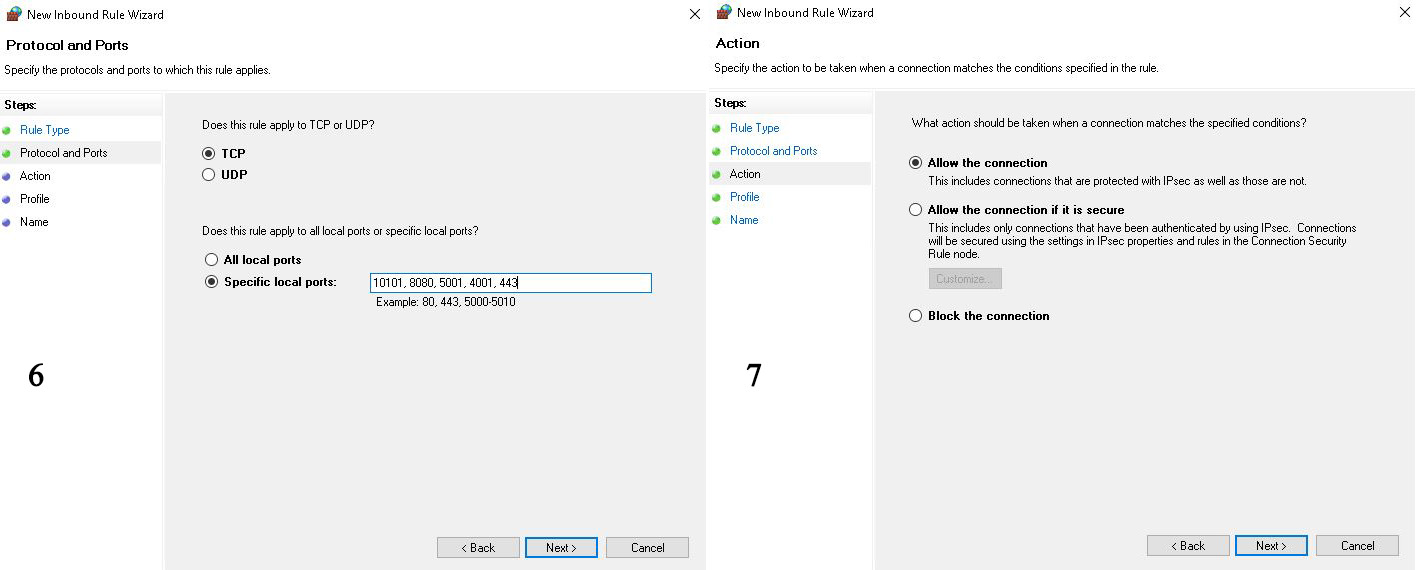 New Inbound Rule Wizard
Protocol and Ports
Specify the protocols and ports to which this rule applies.
Steps:
Rule Type
Protocol and Ports
Action
Profile
Name
Does this rule apply to TCP or UDP?
TCP
UDP
Does this rule apply to all local ports or specific local ports?
All local ports
Specific local ports:
10101, 8080, 5001, 4001, 443
Example: 80, 443, 5000-5010
6
< Back
Next >
Cancel
New Inbound Rule Wizard
Action
Specify the action to be taken when a connection matches the conditions specified in the rule.
Steps:
Rule Type
Protocol and Ports
Action
Profile
Name
What action should be taken when a connection matches the specified conditions?
Allow the connection
This includes connections that are protected with IPsec as well as those are not.
Allow the connection if it is secure
This includes only connections that have been authenticated by using IPsec. Connections
will be secured using the settings in IPsec properties and rules in the Connection Security
Rule node.
Customize...
Block the connection
7
< Back
Next >
Cancel